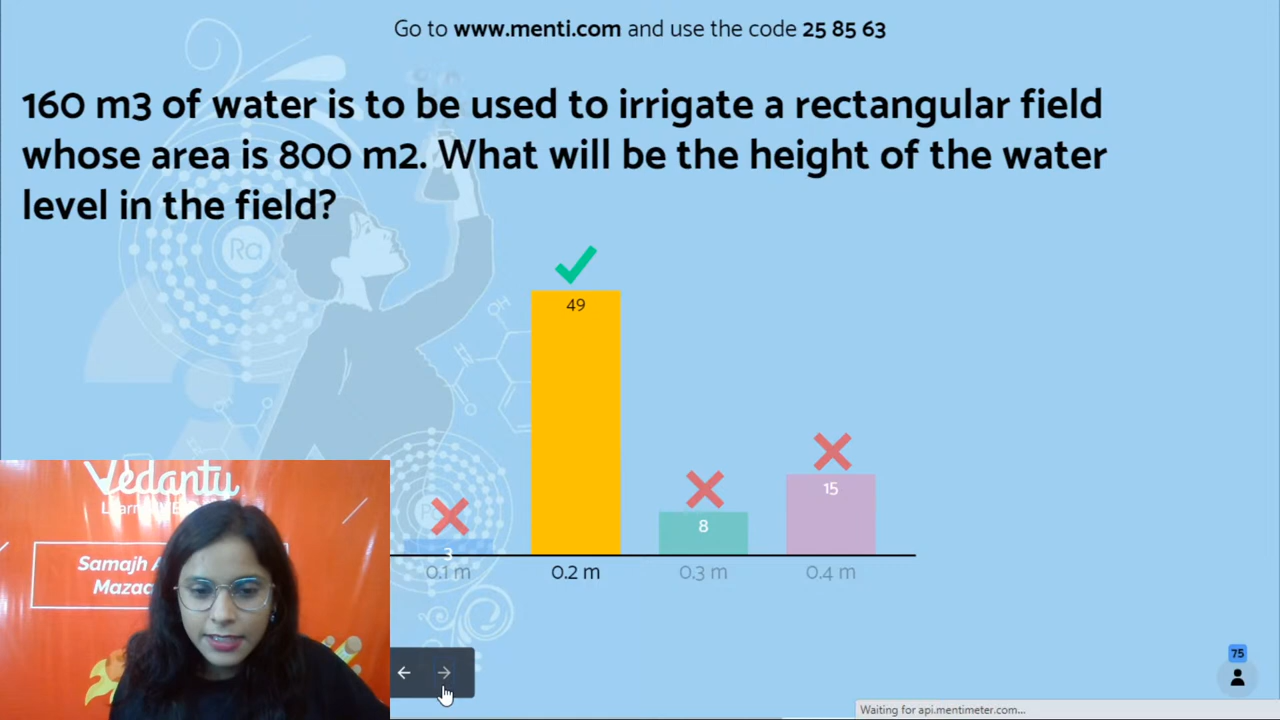 Go to www.menti.com and use the code 25 85 63
160 m3 of water is to be used to irrigate a rectangular field
whose area is 800 m2. What will be the height of the water
level in the field?
Ra
OH
49
15
8
3
0.1 m 0.2 m 0.3 m 0.4 m
Vedantu
Samajh
75
Waiting for api.mentimeter.com...